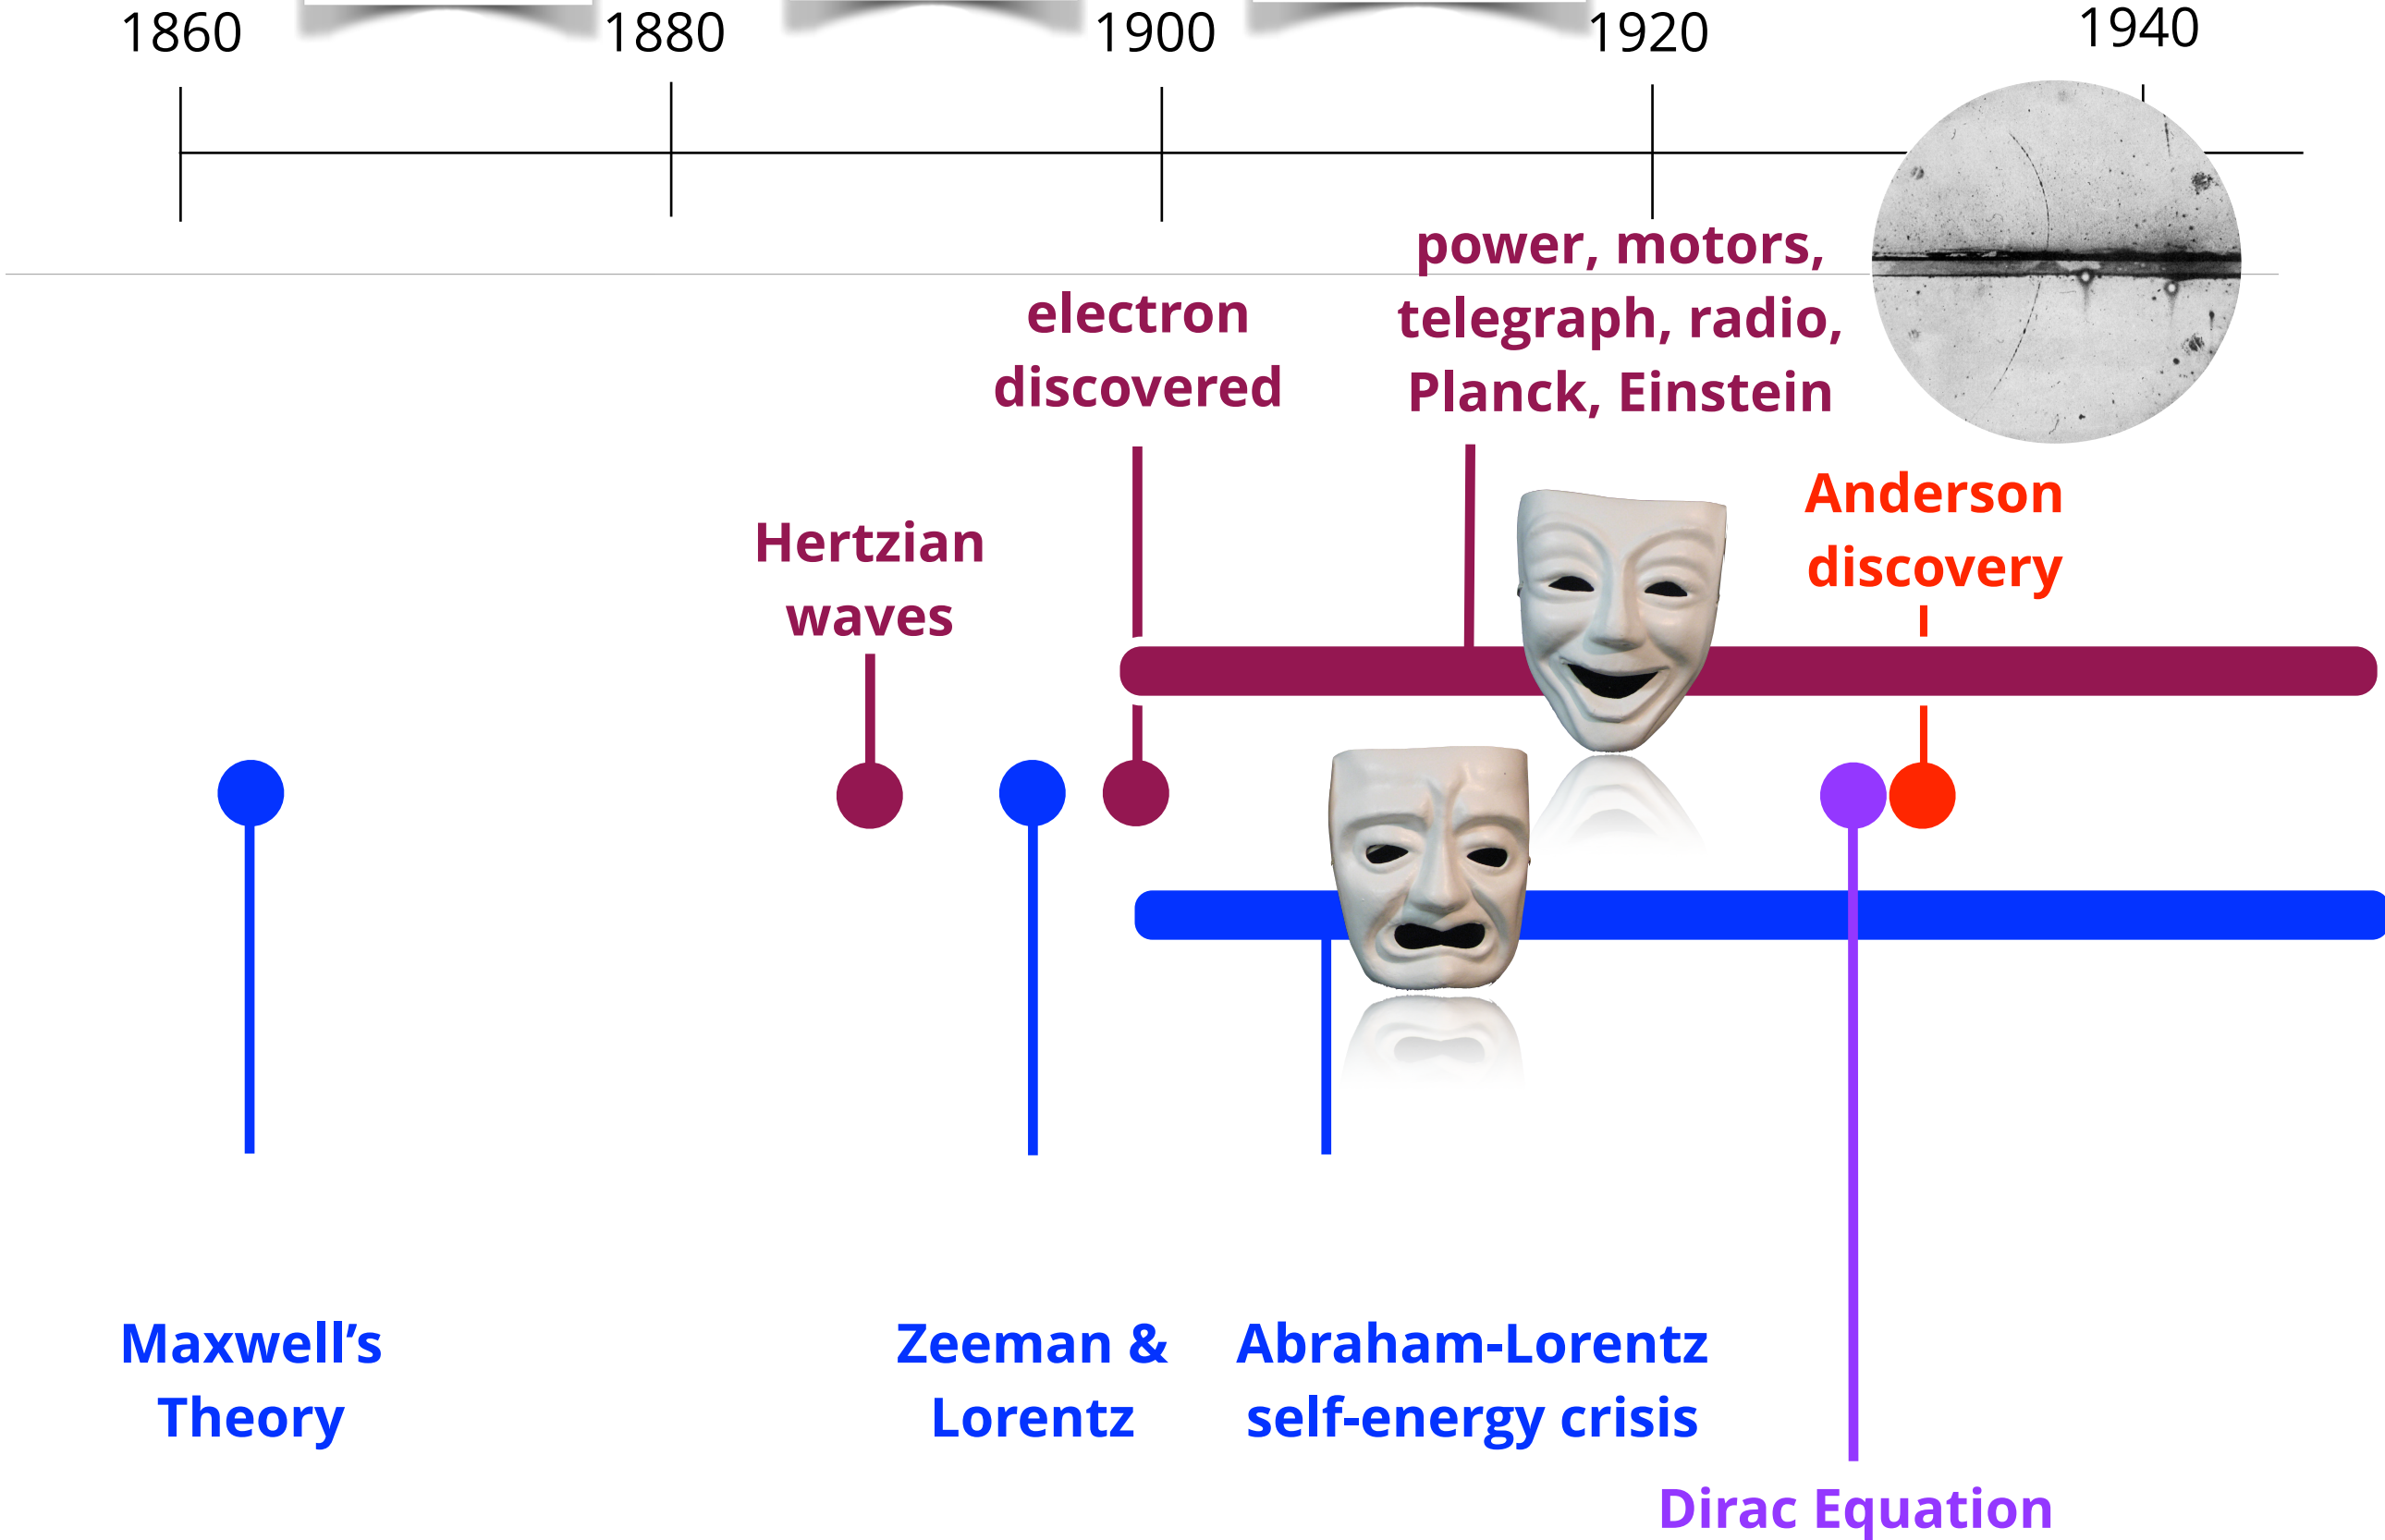 1860 1880 1900 1920 1940
power, motors,
telegraph, radio,
Planck, Einstein
electron
discovered
Hertzian
waves
Anderson
discovery
Maxwell’s
Theory
Zeeman &
Lorentz
Abraham-Lorentz
self-energy crisis
Dirac Equation